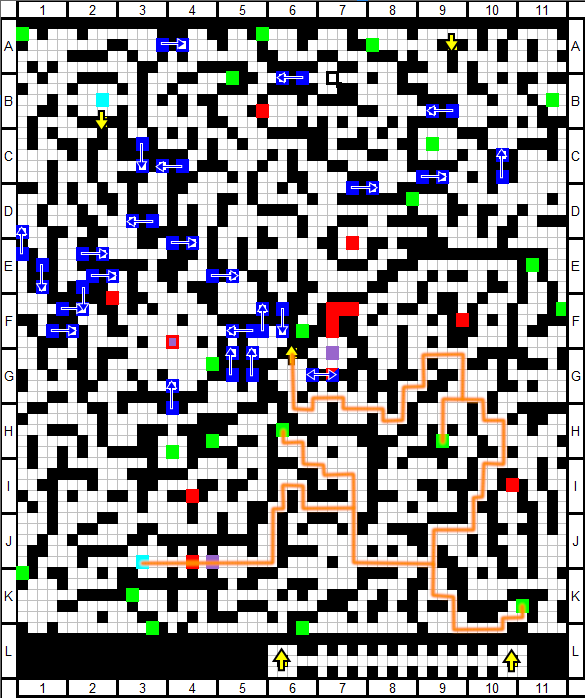 1 2 3 4 5 6 7 8 9 10 11
A A
B B
C C
D D
E E
F F
G G
H H
I I
J J
K K
L L
1 2 3 4 5 6 7 8 9 10 11